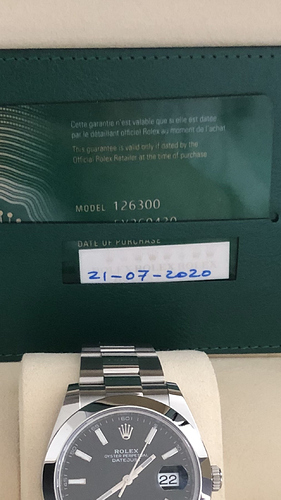 Cette garantie n'est valable que si elle est datée
par le détaillant officiel Rolex au moment de l'achat
This guarantee is valid only if dated by the
Official Rolex Retailer at the time of purchase
MODEL 126300
DATE OF PURCHASE
21-07-2020
ROLEX
OYSTER PERPETUAL
DATEJUST
22